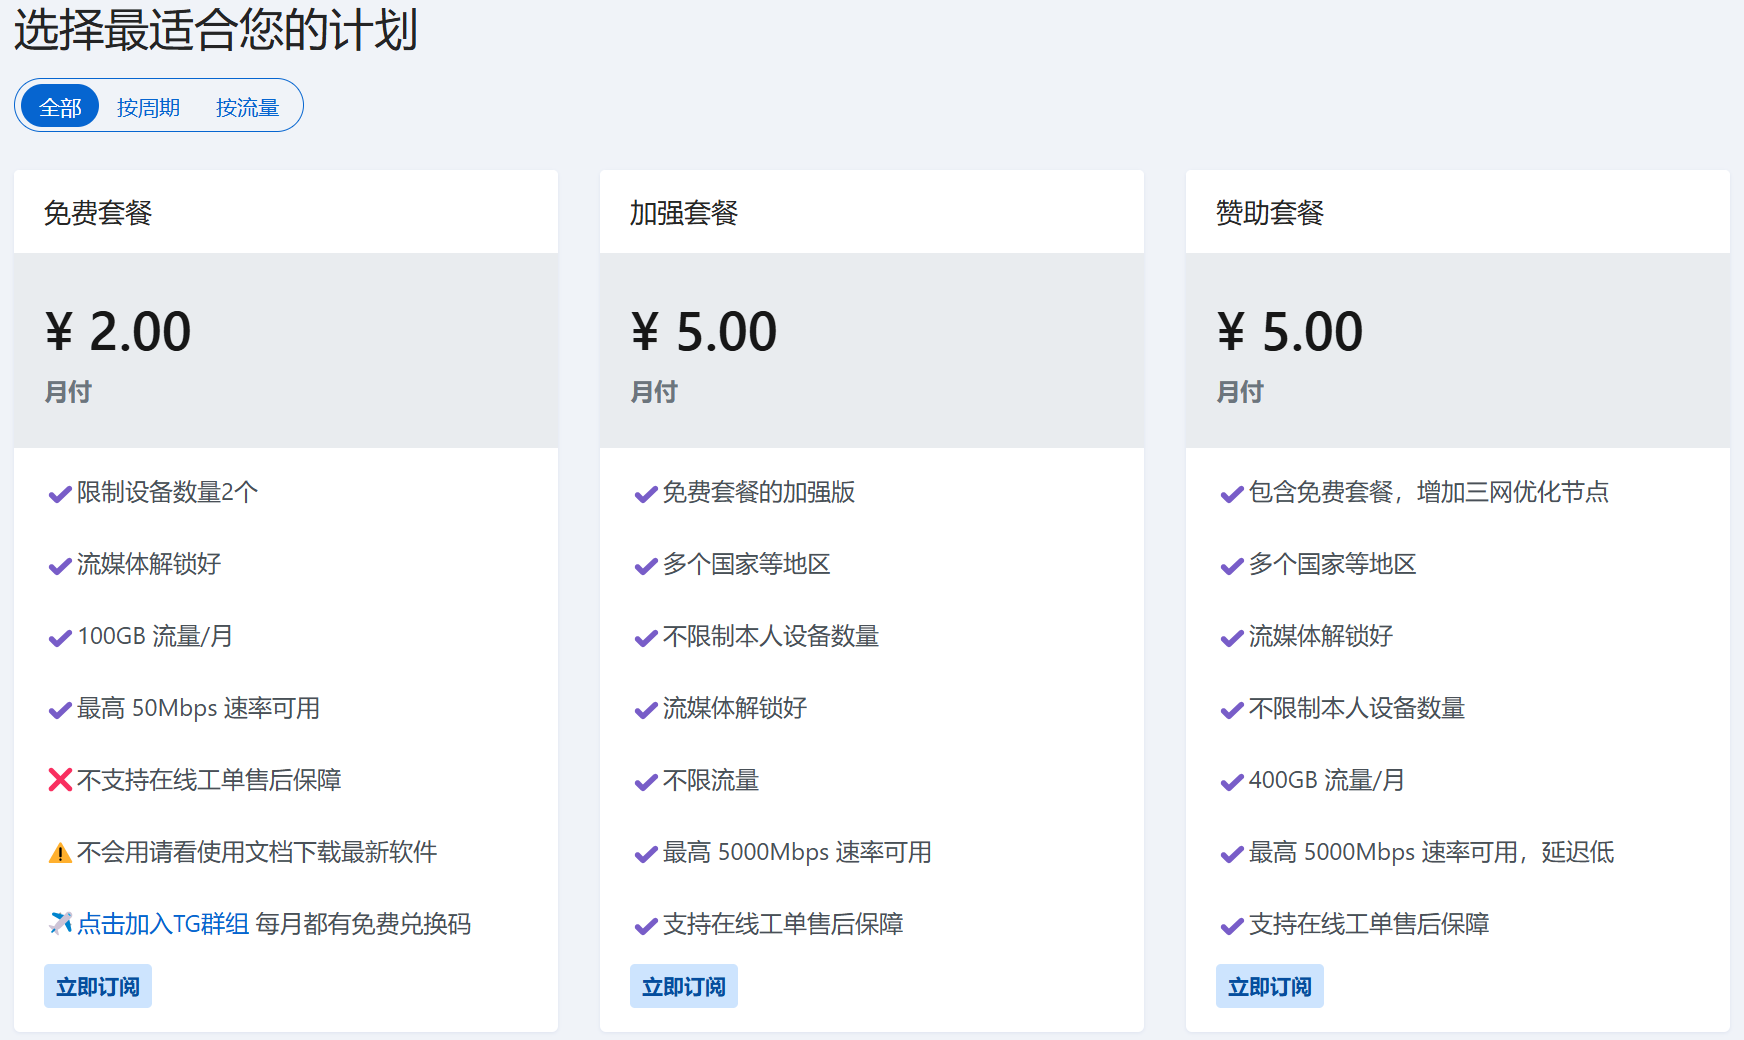 选择最适合您的计划
全部 按周期 按流量
免费套餐
¥ 2.00
月付
限制设备数量2个
流媒体解锁好
100GB 流量/月
最高 50Mbps 速率可用
不支持在线工单售后保障
不会用请看使用文档下载最新软件
点击加入TG群组 每月都有免费兑换码
立即订阅
加强套餐
¥ 5.00
月付
免费套餐的加强版
多个国家等地区
不限制本人设备数量
流媒体解锁好
不限流量
最高 5000Mbps 速率可用
支持在线工单售后保障
立即订阅
赞助套餐
¥ 5.00
月付
包含免费套餐，增加三网优化节点
多个国家等地区
流媒体解锁好
不限制本人设备数量
400GB 流量/月
最高 5000Mbps 速率可用，延迟低
支持在线工单售后保障
立即订阅